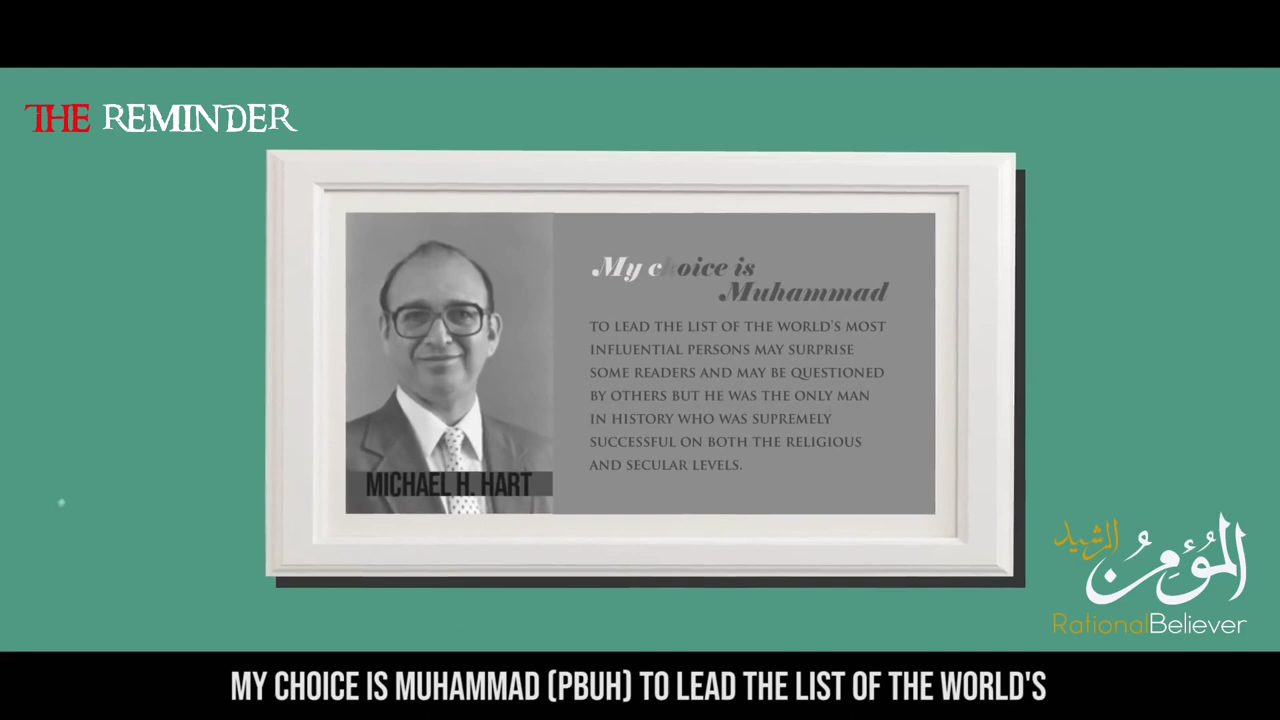 THE REMINDER
My choice is
Muhammad
TO LEAD THE LIST OF THE WORLD'S MOST
INFLUENTIAL PERSONS MAY SURPRISE
SOME READERS AND MAY BE QUESTIONED
BY OTHERS BUT HE WAS THE ONLY MAN
IN HISTORY WHO WAS SUPREMELY
SUCCESSFUL ON BOTH THE RELIGIOUS
AND SECULAR LEVELS.
MICHAEL H. HART
المؤمن الرشيد
RationalBeliever
MY CHOICE IS MUHAMMAD (PBUH) TO LEAD THE LIST OF THE WORLD'S